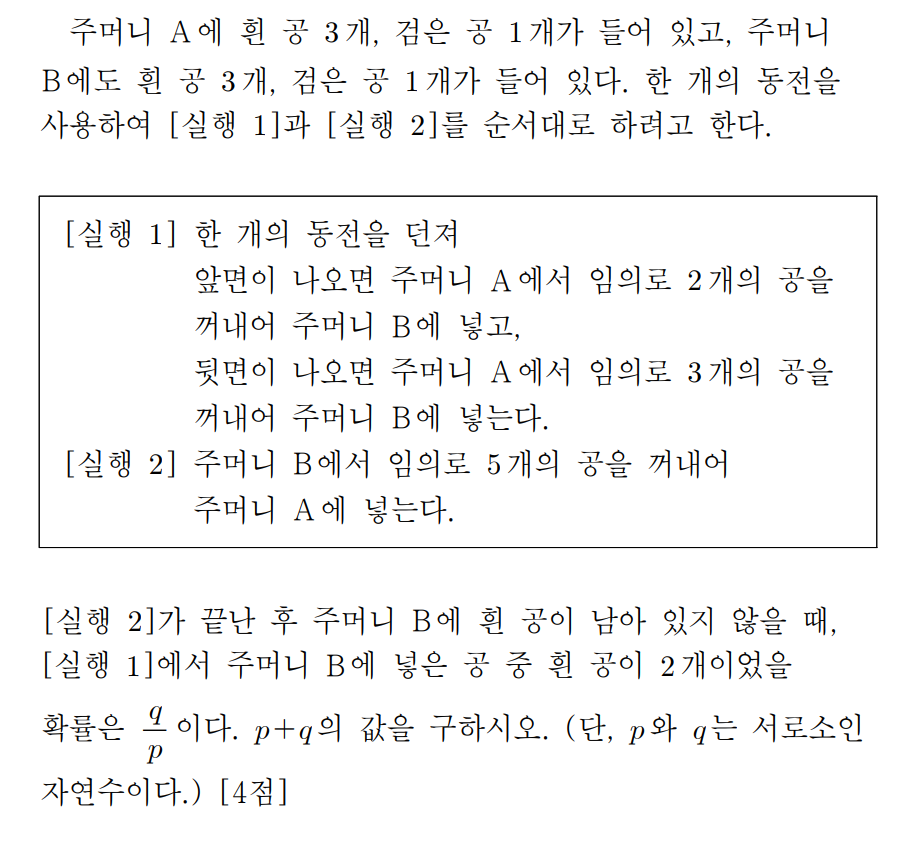 주머니 A에 흰 공 3개, 검은 공 1개가 들어 있고, 주머니
B에도 흰 공 3개, 검은 공 1개가 들어 있다. 한 개의 동전을
사용하여 [실행 1]과 [실행 2]를 순서대로 하려고 한다.
[실행 1] 한 개의 동전을 던져
앞면이 나오면 주머니 A에서 임의로 2개의 공을
꺼내어 주머니 B에 넣고,
뒷면이 나오면 주머니 A에서 임의로 3개의 공을
꺼내어 주머니 B에 넣는다.
[실행 2] 주머니 B에서 임의로 5개의 공을 꺼내어
주머니 A에 넣는다.
[실행 2]가 끝난 후 주머니 B에 흰 공이 남아 있지 않을 때,
[실행 1]에서 주머니 B에 넣은 공 중 흰 공이 2개이었을
확률은 q/p이다. p+q의 값을 구하시오. (단, p와 q는 서로소인
자연수이다.) [4점]